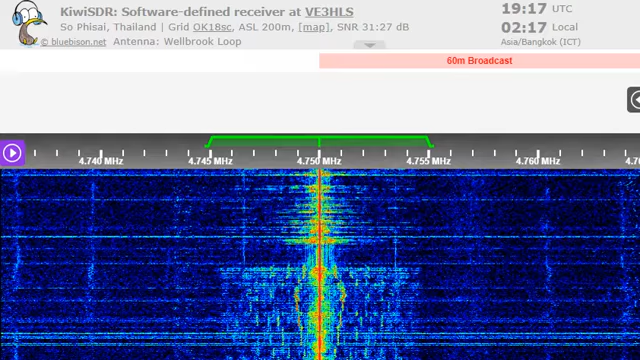 KiwiSDR: Software-defined receiver at VE3HLS
So Phisai, Thailand | Grid OK18sc, ASL 200m, [map], SNR 31:27 dB
© bluebison.net Antenna: Wellbrook Loop
19:17 UTC
02:17 Local
Asia/Bangkok (ICT)
60m Broadcast
4.740 MHz 4.745 MHz 4.750 MHz 4.755 MHz 4.760 MHz